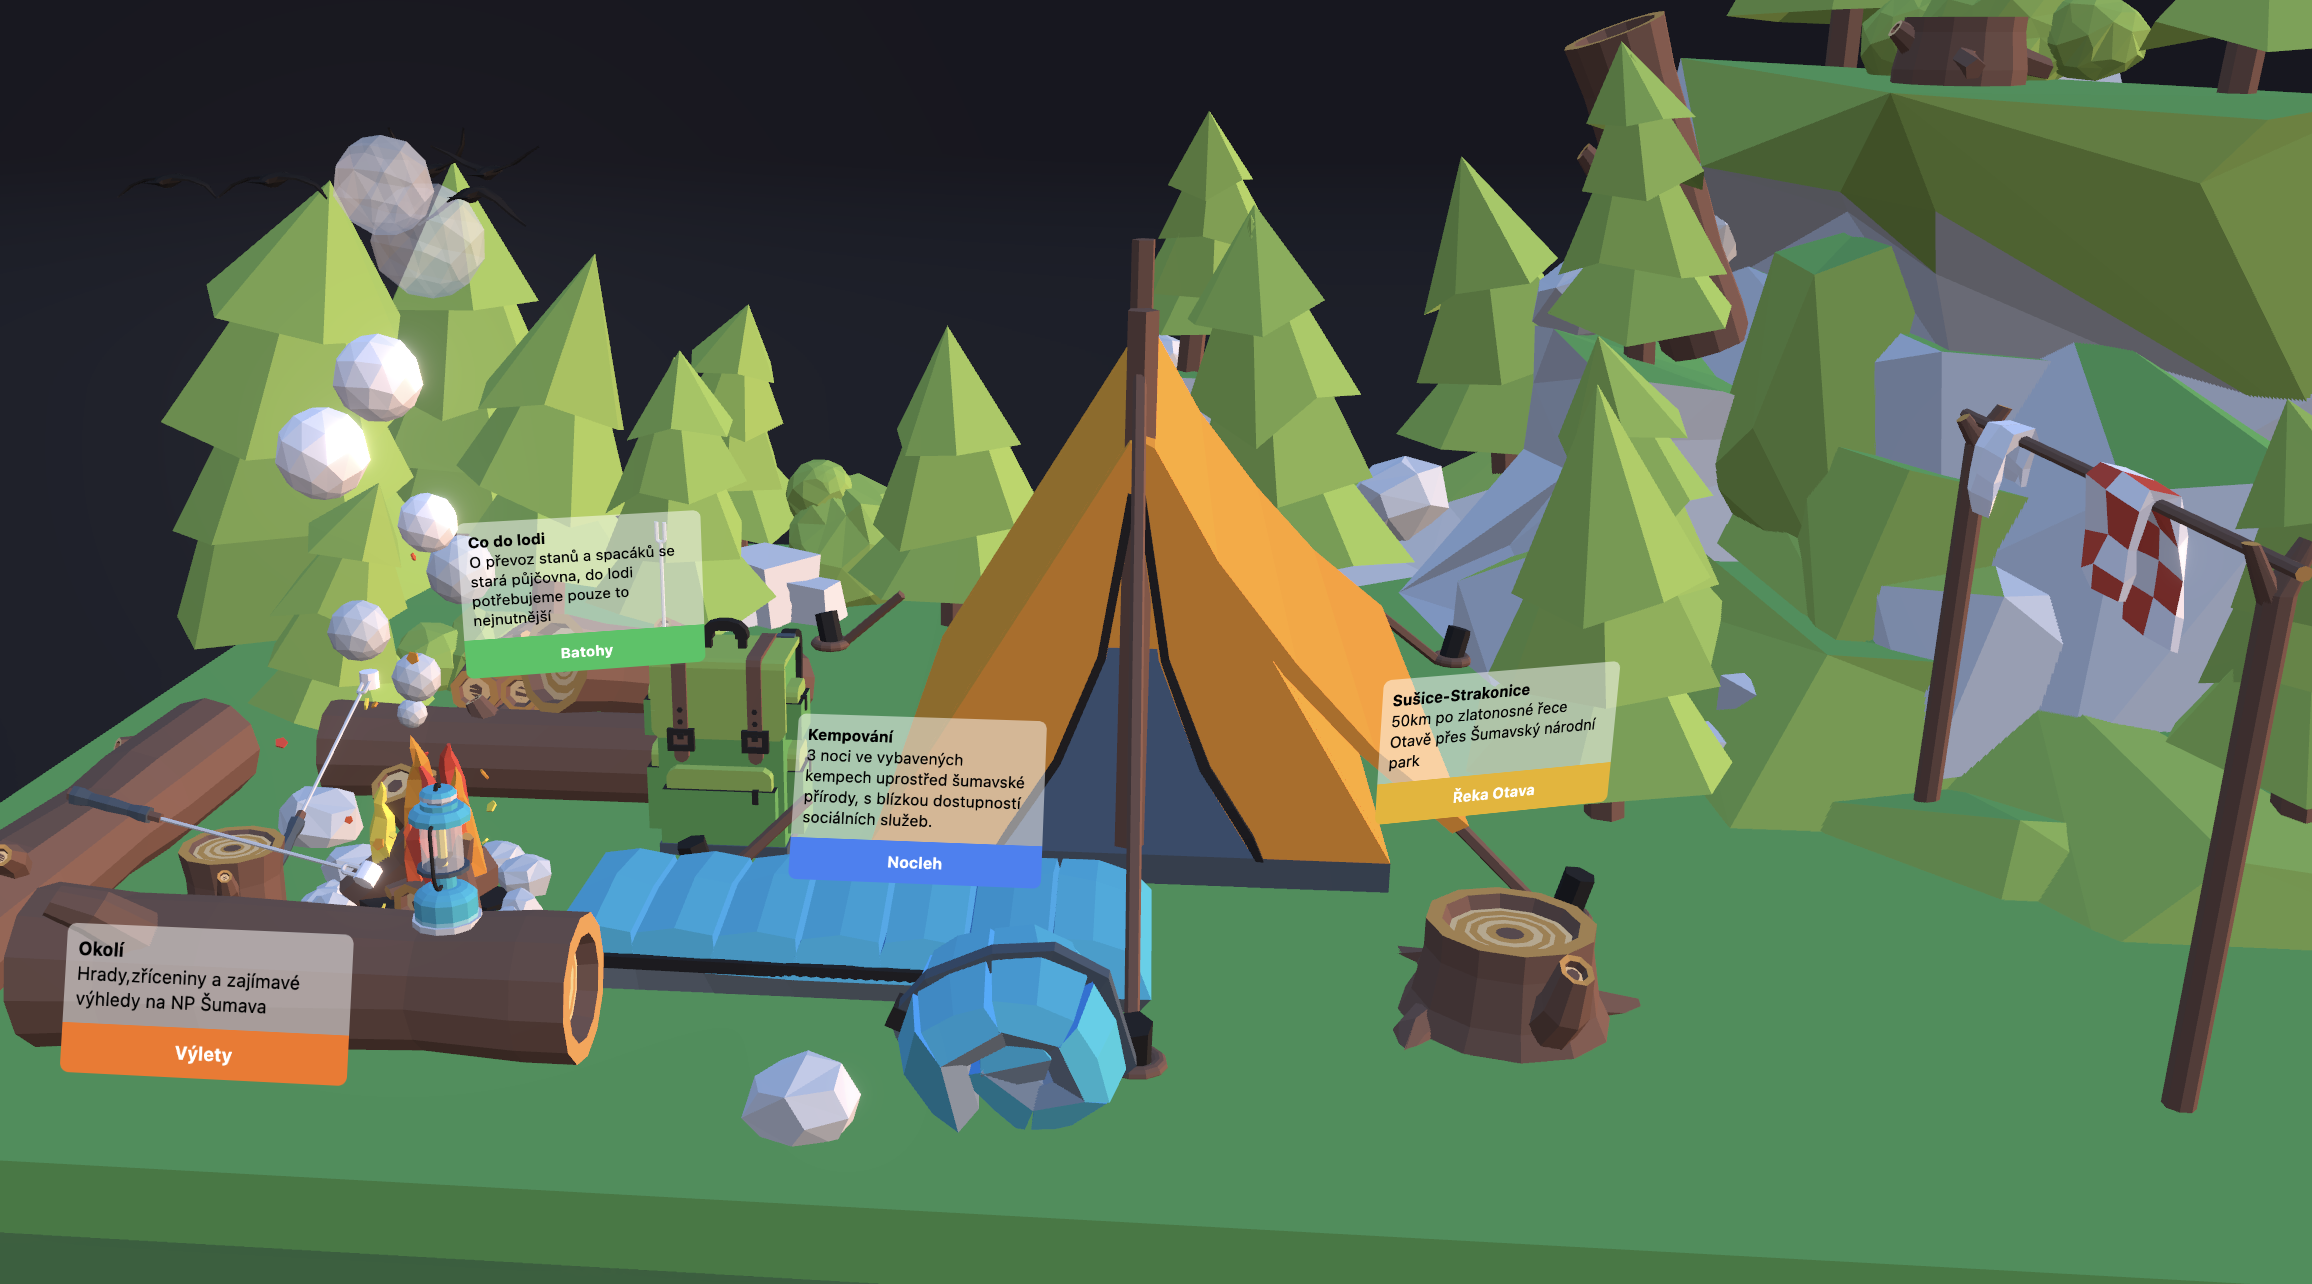 Co do lodi
O převoz stanů a spacáků se
stará půjčovna, do lodi
potřebujeme pouze to
nejnutnější
Batohy
Sušice-Strakonice
50km po zlatonosné řece
Otavě přes Šumavský národní
park
Řeka Otava
Kempování
3 noci ve vybavených
kempech uprostřed šumavské
přírody, s blízkou dostupností
sociálních služeb.
Nocleh
Okolí
Hrady,zříceniny a zajímavé
výhledy na NP Šumava
Výlety